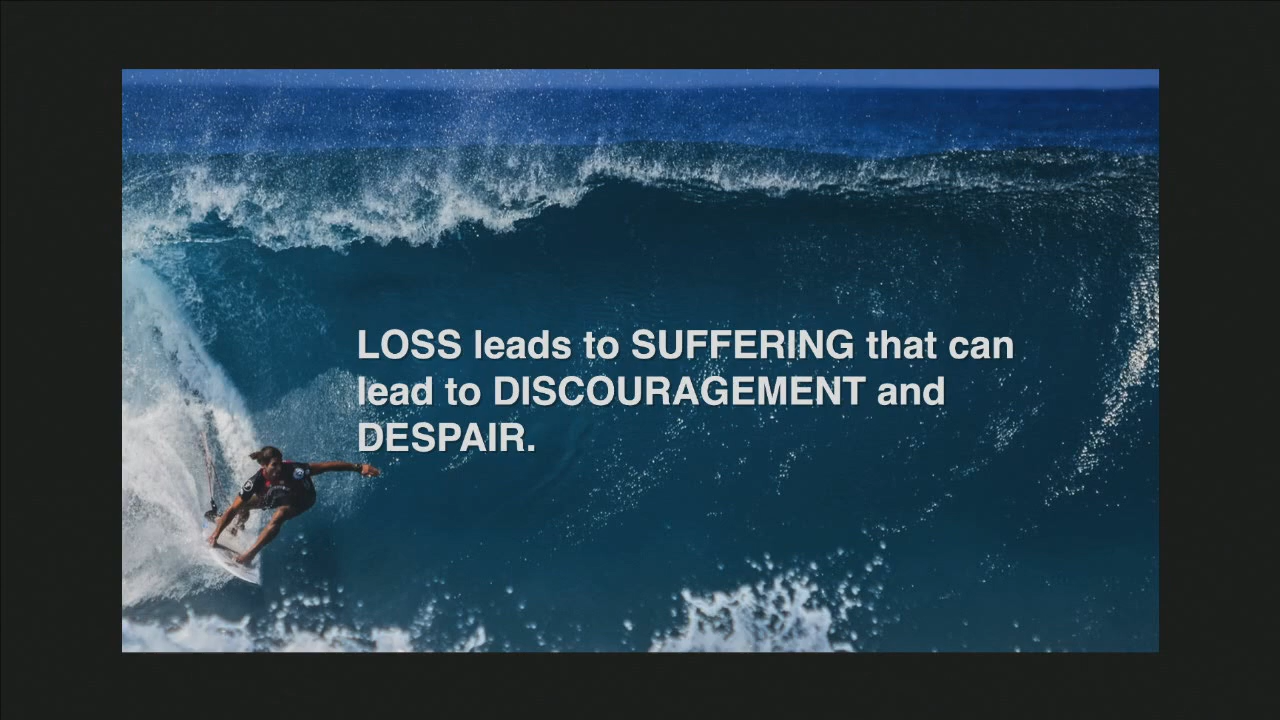 LOSS leads to SUFFERING that can
lead to DISCOURAGEMENT and
DESPAIR.